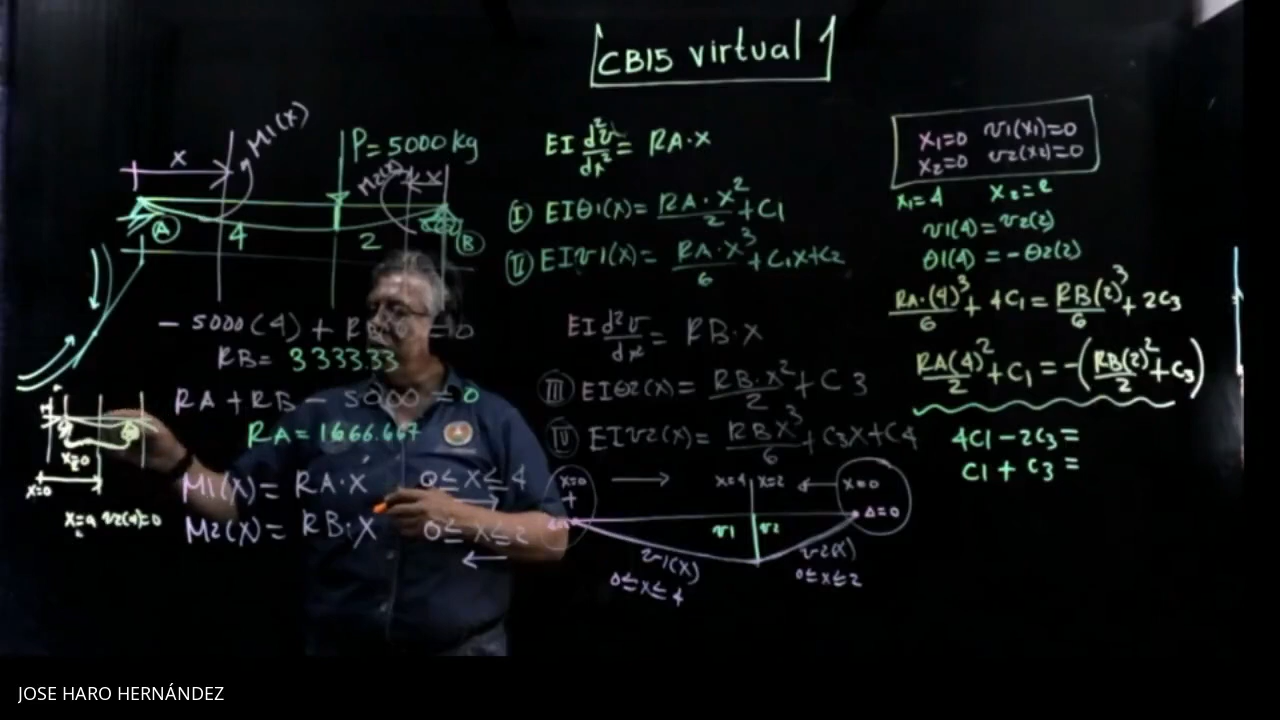 CB15 virtual
x
M1(x)
P = 5000 kg
M2(x)
x
A
4
2
B
- 5000(4) + RB = 0
RB = 3333.33
RA + RB - 5000 = 0
RA = 1666.667
M1(x) = RA·X 0 ≤ X ≤ 4
M2(x) = RB·X 0 ≤ X ≤ 2
x=0
x=0
EI d²v/dx² = RA·X
I EIθ1(x) = RA·X²/2 + C1
II EIv1(x) = RA·X³/6 + C1X + C2
EI d²v/dx² = RB·X
III EIθ2(x) = RB·X²/2 + C3
IV EIv2(x) = RBX³/6 + C3X + C4
x=0
x=4 x=2
x=0
Δ=0
v1 v2
v1(x)
0≤x≤4
v2(x)
0≤x≤2
x1=0 v1(x1)=0
x2=0 v2(x2)=0
x1=4 x2=2
v1(4) = v2(2)
θ1(4) = -θ2(2)
RA·(4)³/6 + 4C1 = RB(2)³/6 + 2C3
RA(4)²/2 + C1 = -(RB(2)²/2 + C3)
4C1 - 2C3 =
C1 + C3 =
JOSE HARO HERNÁNDEZ